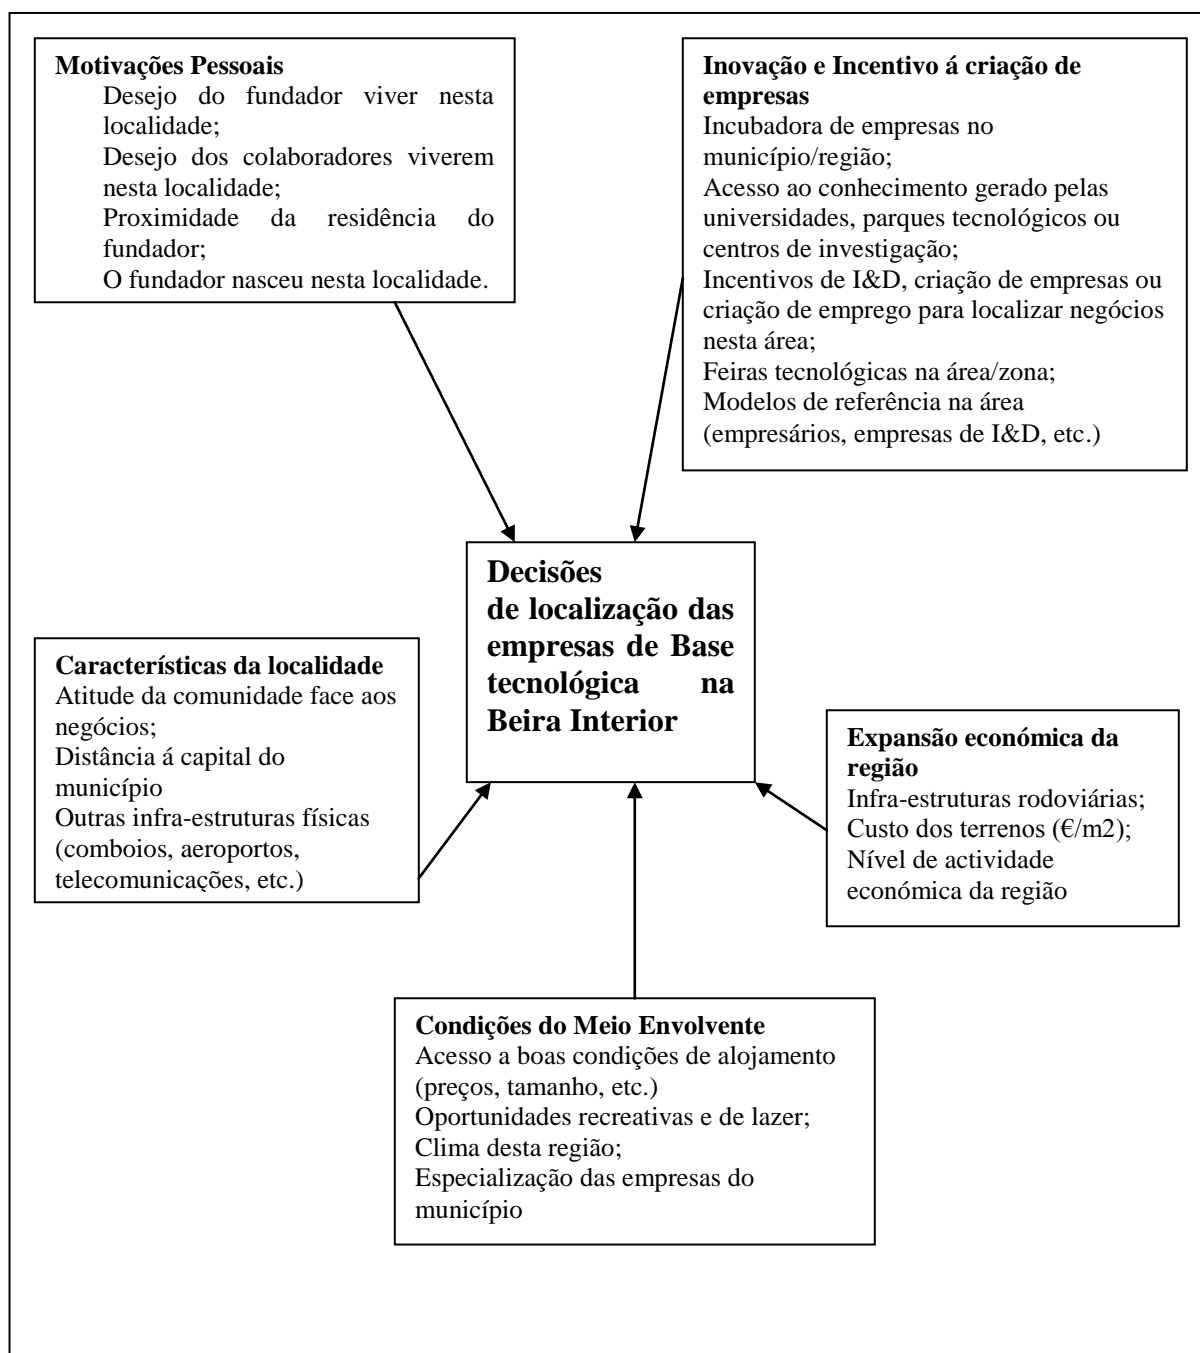 Motivações Pessoais
Desejo do fundador viver nesta
localidade;
Desejo dos colaboradores viverem
nesta localidade;
Proximidade da residência do
fundador;
O fundador nasceu nesta localidade.
Inovação e Incentivo á criação de
empresas
Incubadora de empresas no
município/região;
Acesso ao conhecimento gerado pelas
universidades, parques tecnológicos ou
centros de investigação;
Incentivos de I&D, criação de empresas ou
criação de emprego para localizar negócios
nesta área;
Feiras tecnológicas na área/zona;
Modelos de referência na área
(empresários, empresas de I&D, etc.)
Decisões
de localização das
empresas de Base
tecnológica na
Beira Interior
Características da localidade
Atitude da comunidade face aos
negócios;
Distância á capital do
município
Outras infra-estruturas físicas
(comboios, aeroportos,
telecomunicações, etc.)
Expansão económica da
região
Infra-estruturas rodoviárias;
Custo dos terrenos (€/m2);
Nível de actividade
económica da região
Condições do Meio Envolvente
Acesso a boas condições de alojamento
(preços, tamanho, etc.)
Oportunidades recreativas e de lazer;
Clima desta região;
Especialização das empresas do
município